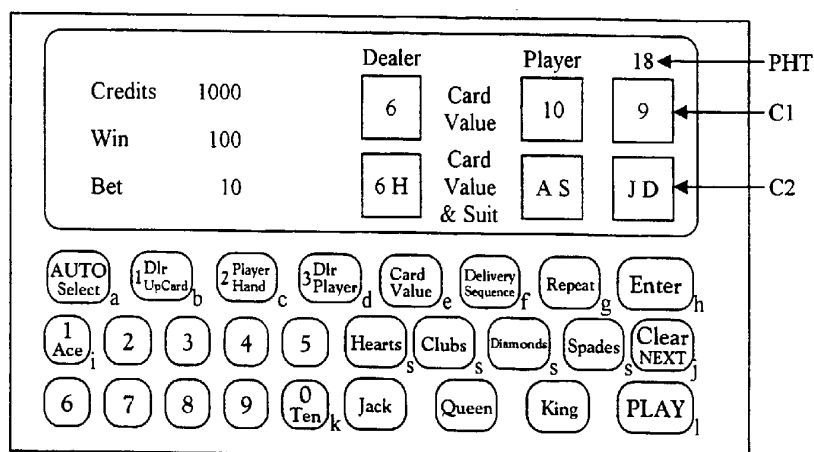 Dealer Player 18 PHT
Credits 1000 6 Card Value 10 9 C1
Win 100
Bet 10 6 H Card Value & Suit A S J D C2
AUTO Select a 1 Dlr UpCard b 2 Player Hand c 3 Dlr Player d Card Value e Delivery Sequence f Repeat g Enter h
1 Ace i 2 3 4 5 Hearts s Clubs s Diamonds s Spades s Clear NEXT j
6 7 8 9 0 Ten k Jack Queen King PLAY l